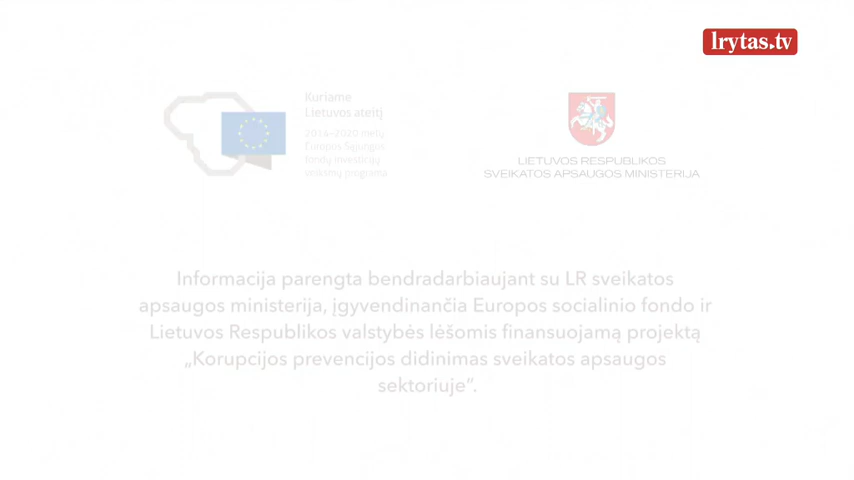 lrytas.tv
Kuriame
Lietuvos ateitį
2014–2020 metų
Europos Sąjungos
fondų investicijų
veiksmų programa
LIETUVOS RESPUBLIKOS
SVEIKATOS APSAUGOS MINISTERIJA
Informacija parengta bendradarbiaujant su LR sveikatos
apsaugos ministerija, įgyvendinančia Europos socialinio fondo ir
Lietuvos Respublikos valstybės lėšomis finansuojamą projektą
„Korupcijos prevencijos didinimas sveikatos apsaugos
sektoriuje“.